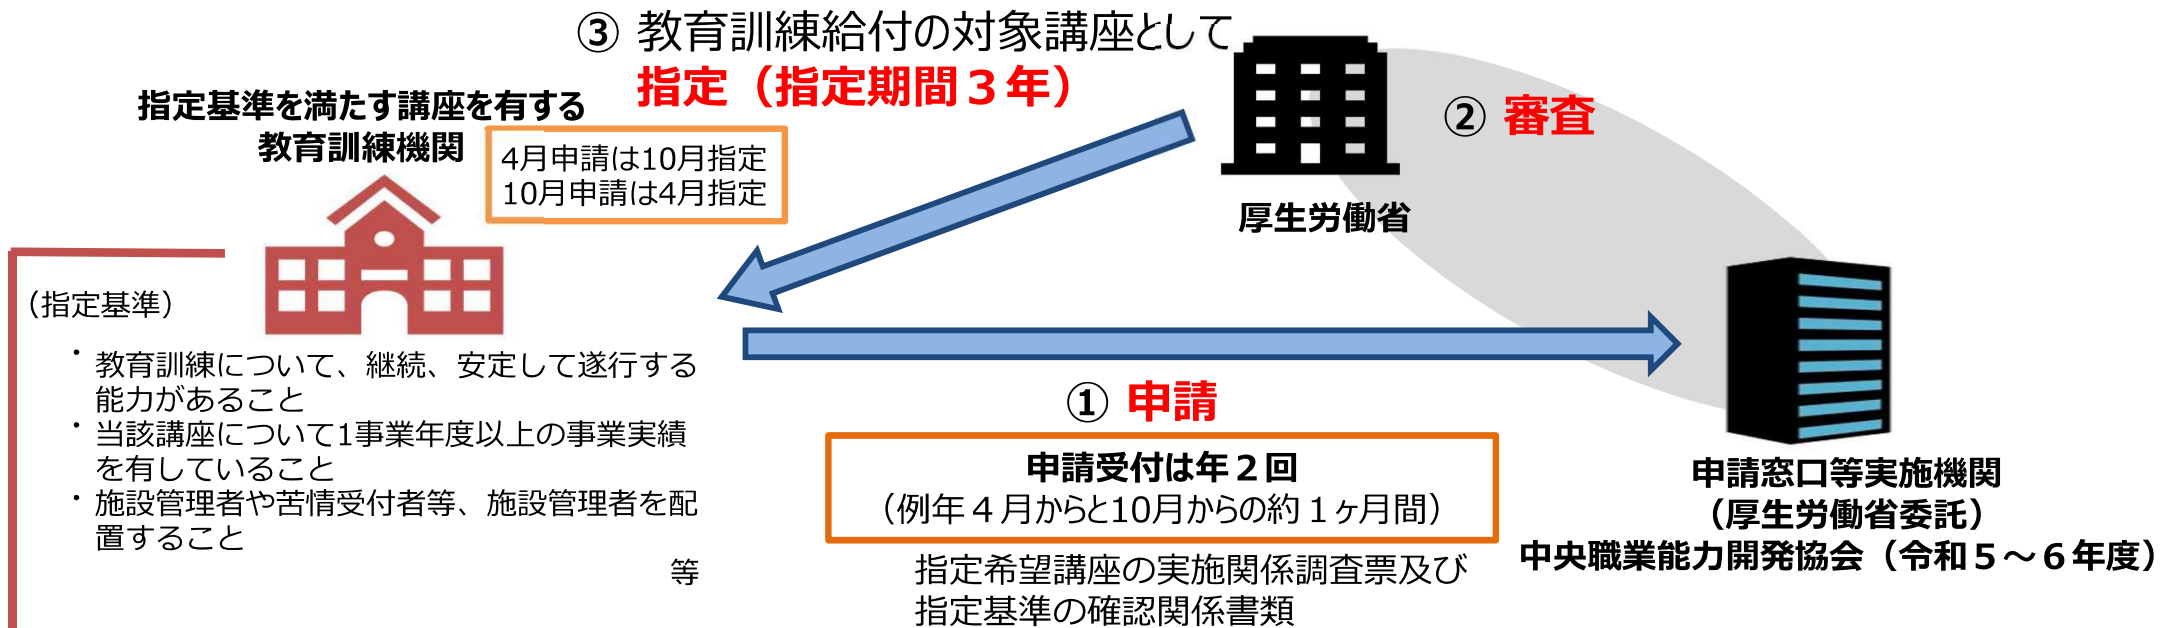 ③ 教育訓練給付の対象講座として
指定（指定期間３年）
指定基準を満たす講座を有する
教育訓練機関
4月申請は10月指定
10月申請は4月指定
② 審査
厚生労働省
（指定基準）
・ 教育訓練について、継続、安定して遂行する
能力があること
・ 当該講座について1事業年度以上の事業実績
を有していること
・ 施設管理者や苦情受付者等、施設管理者を配
置すること
等
① 申請
申請受付は年２回
（例年４月からと10月からの約１ヶ月間）
指定希望講座の実施関係調査票及び
指定基準の確認関係書類
申請窓口等実施機関
（厚生労働省委託）
中央職業能力開発協会（令和５～６年度）